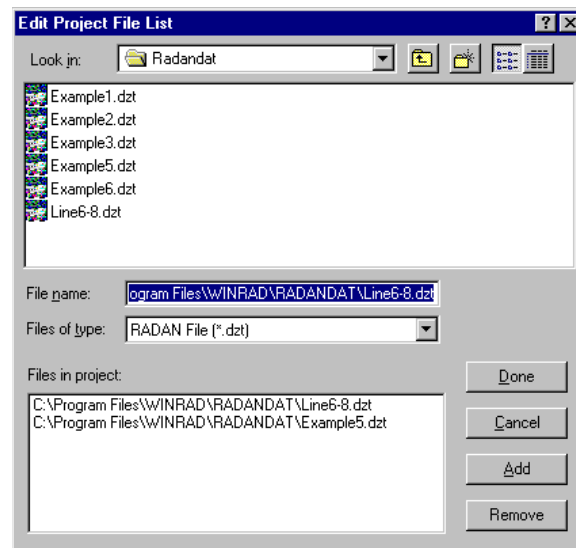 Edit Project File List
Look in: Radandat
Example1.dzt
Example2.dzt
Example3.dzt
Example5.dzt
Example6.dzt
Line6-8.dzt
File name: ogram Files\WINRAD\RADANDAT\Line6-8.dzt
Files of type: RADAN File (*.dzt)
Files in project:
C:\Program Files\WINRAD\RADANDAT\Line6-8.dzt
C:\Program Files\WINRAD\RADANDAT\Example5.dzt
Done
Cancel
Add
Remove